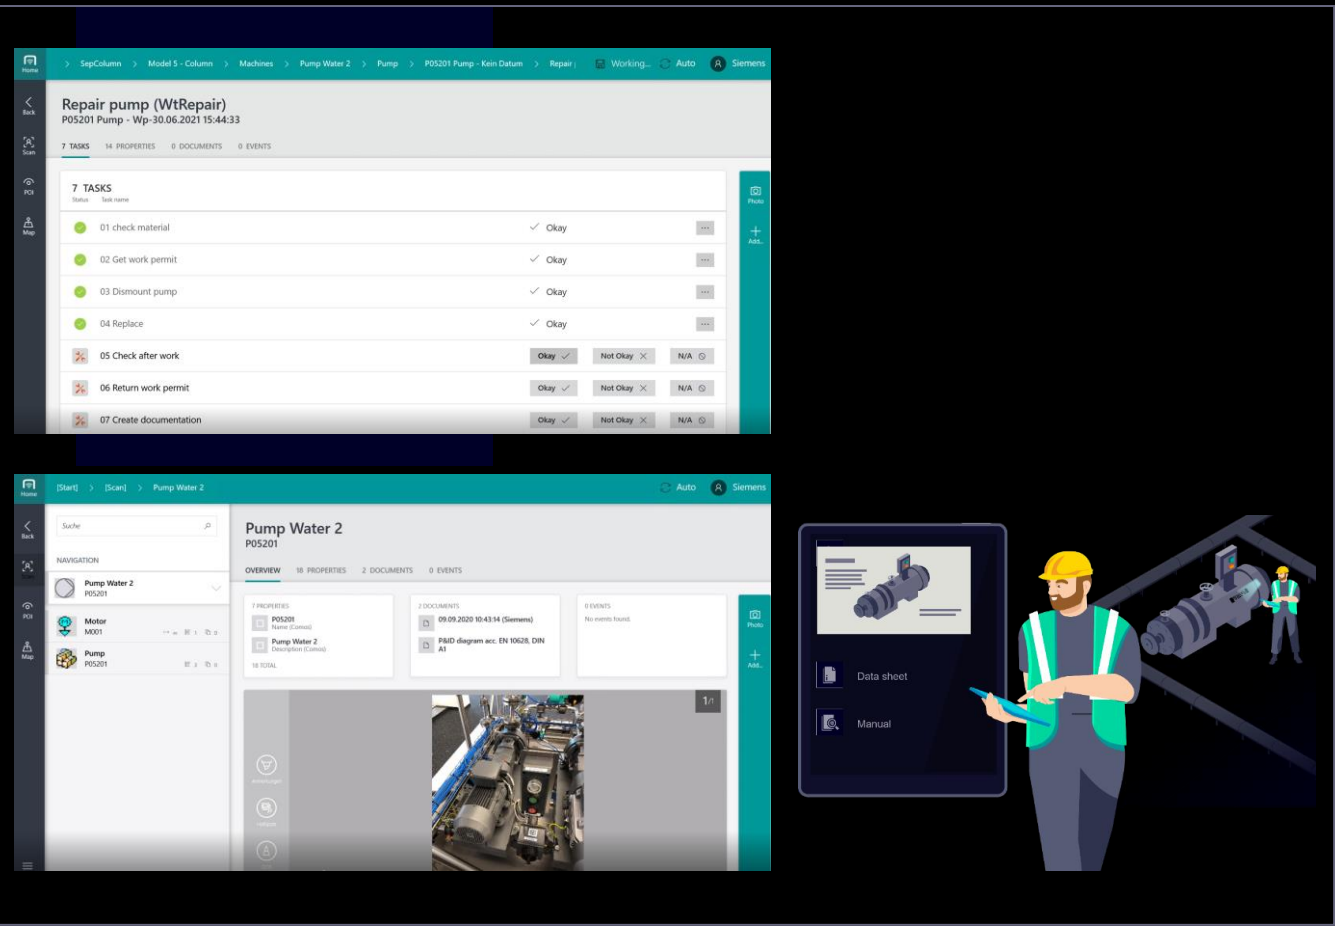 Home
> SepColumn > Model 5 - Column > Machines > Pump Water 2 > Pump > P05201 Pump - Kein Datum > Repair
Working...
Auto
Siemens
Back
Scan
POI
Map
Repair pump (WtRepair)
P05201 Pump - Wp-30.06.2021 15:44:33
7 TASKS 14 PROPERTIES 0 DOCUMENTS 0 EVENTS
7 TASKS
Status Task name
01 check material Okay
02 Get work permit Okay
03 Dismount pump Okay
04 Replace Okay
05 Check after work Okay Not Okay N/A
06 Return work permit Okay Not Okay N/A
07 Create documentation Okay Not Okay N/A
Photo
Add..
Home
[Start] > [Scan] > Pump Water 2
Auto
Siemens
Back
POI
Map
Suche
NAVIGATION
Pump Water 2
P05201
Motor
M001
Pump
P05201
Pump Water 2
P05201
OVERVIEW 18 PROPERTIES 2 DOCUMENTS 0 EVENTS
7 PROPERTIES
P05201
Name (Comos)
Pump Water 2
Description (Comos)
18 TOTAL
2 DOCUMENTS
09.09.2020 10:43:14 (Siemens)
P&ID diagram acc. EN 10628, DIN
A1
0 EVENTS
No events found.
Photo
Add..
1/1
Data sheet
Manual